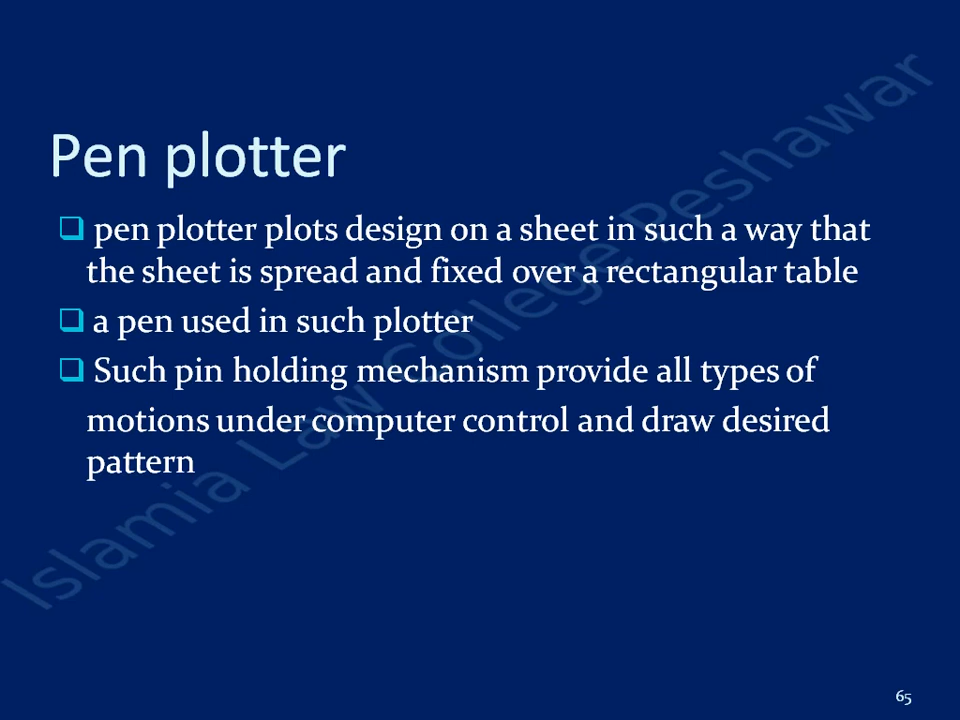 Pen plotter
❑ pen plotter plots design on a sheet in such a way that
the sheet is spread and fixed over a rectangular table
❑ a pen used in such plotter
❑ Such pin holding mechanism provide all types of
motions under computer control and draw desired
pattern
Islamia Law College Peshawar
65